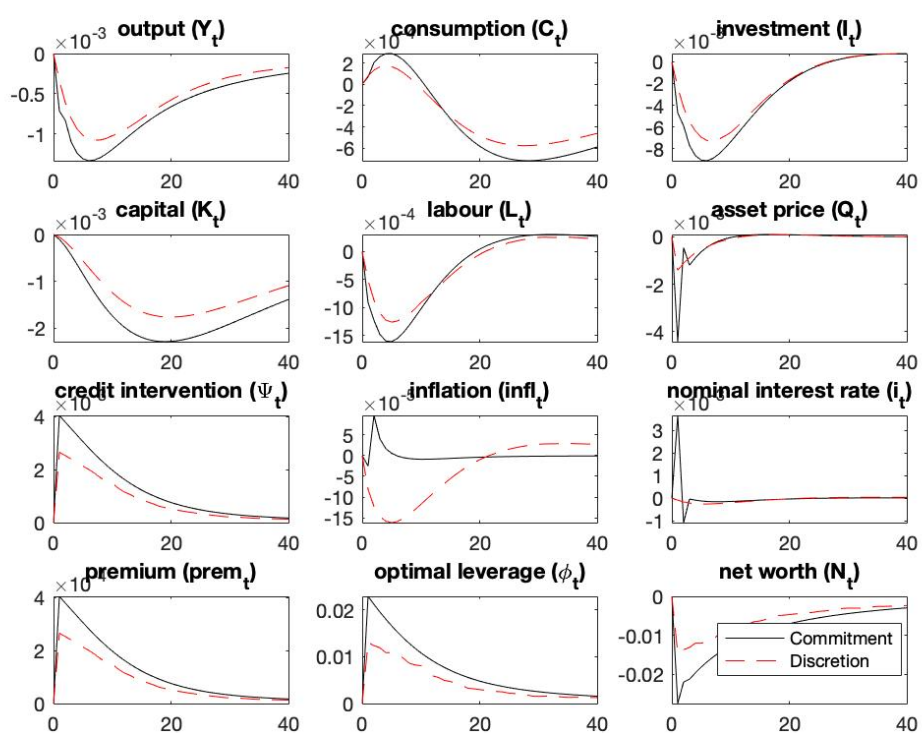 output (Y_t)
×10^-3
0
-0.5
-1
0 20 40
consumption (C_t)
×10^-4
2
0
-2
-4
-6
0 20 40
investment (I_t)
0
-2
-4
-6
-8
0 20 40
capital (K_t)
×10^-3
0
-1
-2
0 20 40
labour (L_t)
×10^-4
0
-5
-10
-15
0 20 40
asset price (Q_t)
0
-2
-4
0 20 40
credit intervention (Ψ_t)
4
2
0
0 20 40
inflation (infl_t)
×10^-5
5
0
-5
-10
-15
0 20 40
nominal interest rate (i_t)
3
2
1
0
-1
0 20 40
premium (prem_t)
4
2
0
0 20 40
optimal leverage (ϕ_t)
0.02
0.01
0
0 20 40
net worth (N_t)
0
-0.01
-0.02
Commitment
Discretion
0 20 40